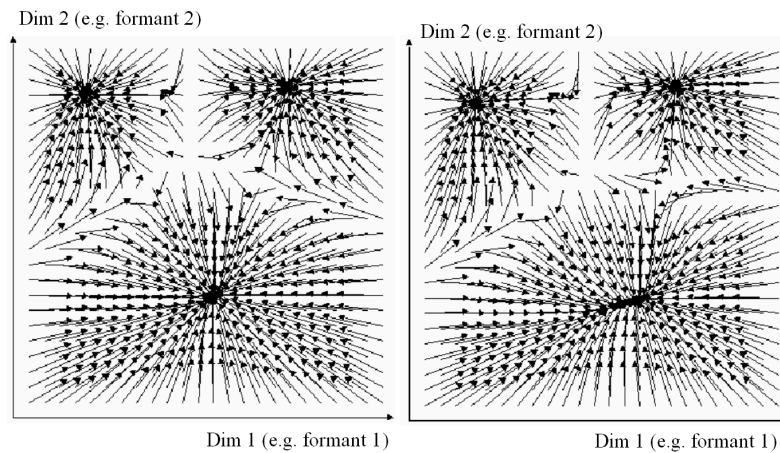 Dim 2 (e.g. formant 2)
Dim 2 (e.g. formant 2)
Dim 1 (e.g. formant 1)
Dim 1 (e.g. formant 1)